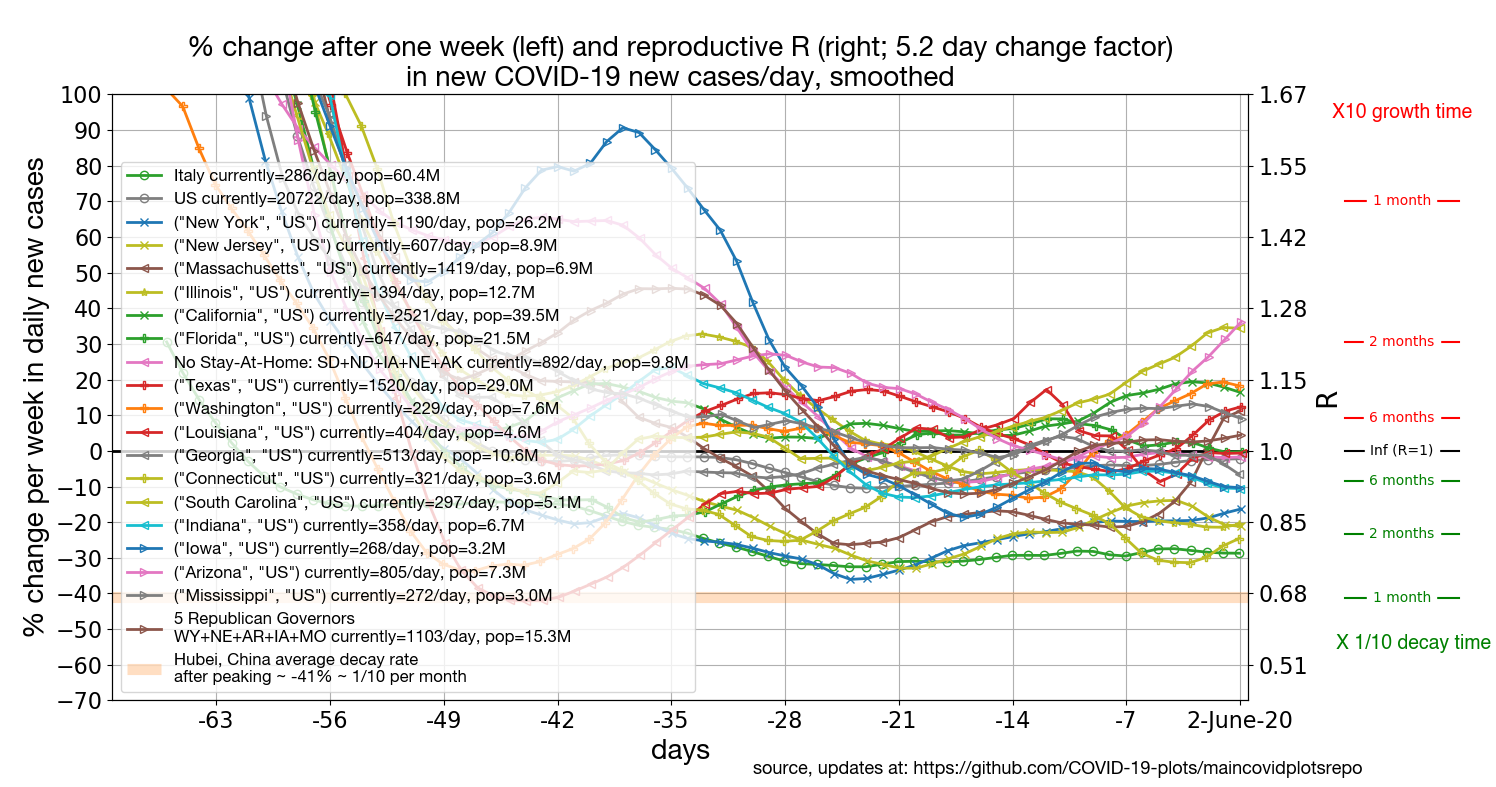 % change after one week (left) and reproductive R (right; 5.2 day change factor)
in new COVID-19 new cases/day, smoothed
% change per week in daily new cases
100
90
80
70
60
50
40
30
20
10
0
−10
−20
−30
−40
−50
−60
−70
Italy currently=286/day, pop=60.4M
US currently=20722/day, pop=338.8M
("New York", "US") currently=1190/day, pop=26.2M
("New Jersey", "US") currently=607/day, pop=8.9M
("Massachusetts", "US") currently=1419/day, pop=6.9M
("Illinois", "US") currently=1394/day, pop=12.7M
("California", "US") currently=2521/day, pop=39.5M
("Florida", "US") currently=647/day, pop=21.5M
No Stay-At-Home: SD+ND+IA+NE+AK currently=892/day, pop=9.8M
("Texas", "US") currently=1520/day, pop=29.0M
("Washington", "US") currently=229/day, pop=7.6M
("Louisiana", "US") currently=404/day, pop=4.6M
("Georgia", "US") currently=513/day, pop=10.6M
("Connecticut", "US") currently=321/day, pop=3.6M
("South Carolina", "US") currently=297/day, pop=5.1M
("Indiana", "US") currently=358/day, pop=6.7M
("Iowa", "US") currently=268/day, pop=3.2M
("Arizona", "US") currently=805/day, pop=7.3M
("Mississippi", "US") currently=272/day, pop=3.0M
5 Republican Governors
WY+NE+AR+IA+MO currently=1103/day, pop=15.3M
Hubei, China average decay rate
after peaking ~ -41% ~ 1/10 per month
-63
-56
-49
-42
-35
-28
-21
-14
-7
2-June-20
days
1.67
1.55
1.42
1.28
1.15
1.0
0.85
0.68
0.51
R
X10 growth time
1 month
2 months
6 months
Inf (R=1)
6 months
2 months
1 month
X 1/10 decay time
source, updates at: https://github.com/COVID-19-plots/maincovidplotsrepo